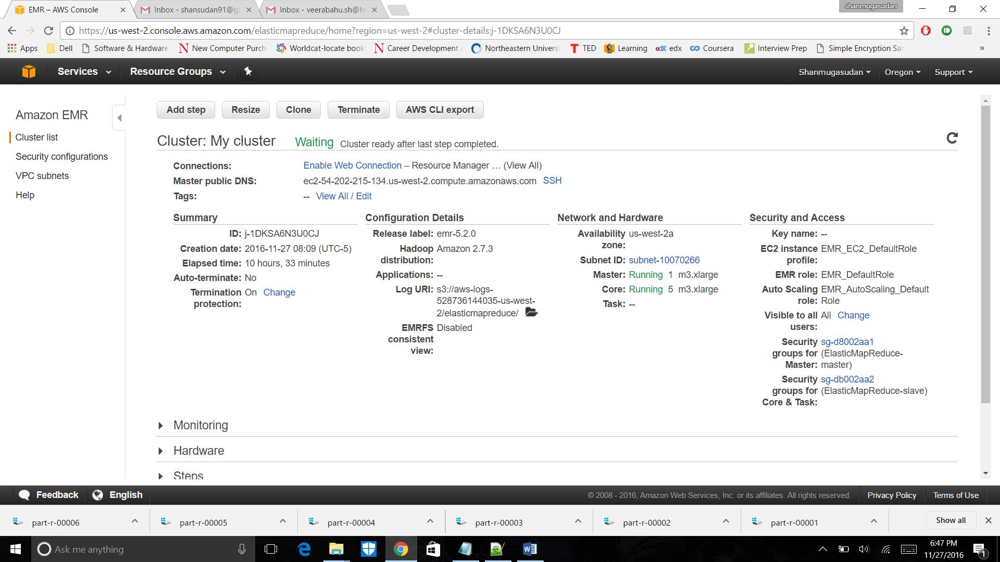 shanmugasudan
EMR – AWS Console
Inbox - shansudan91@g
Inbox - veerabahu.sh@h
https://us-west-2.console.aws.amazon.com/elasticmapreduce/home?region=us-west-2#cluster-details:j-1DKSA6N3U0CJ
Apps Dell Software & Hardware New Computer Purch Worldcat-locate book Career Development Northeastern Universi TED Learning edx edx Coursera Interview Prep Simple Encryption Sa »
Services Resource Groups Shanmugasudan Oregon Support
Amazon EMR
Cluster list
Security configurations
VPC subnets
Help
Add step Resize Clone Terminate AWS CLI export
Cluster: My cluster Waiting Cluster ready after last step completed.
Connections: Enable Web Connection – Resource Manager … (View All)
Master public DNS: ec2-54-202-215-134.us-west-2.compute.amazonaws.com SSH
Tags: -- View All / Edit
Summary
ID: j-1DKSA6N3U0CJ
Creation date: 2016-11-27 08:09 (UTC-5)
Elapsed time: 10 hours, 33 minutes
Auto-terminate: No
Termination On Change
protection:
Configuration Details
Release label: emr-5.2.0
Hadoop Amazon 2.7.3
distribution:
Applications: --
Log URI: s3://aws-logs-
528736144035-us-west-
2/elasticmapreduce/
EMRFS Disabled
consistent
view:
Network and Hardware
Availability us-west-2a
zone:
Subnet ID: subnet-10070266
Master: Running 1 m3.xlarge
Core: Running 5 m3.xlarge
Task: --
Security and Access
Key name: --
EC2 instance EMR_EC2_DefaultRole
profile:
EMR role: EMR_DefaultRole
Auto Scaling EMR_AutoScaling_Default
role: Role
Visible to all All Change
users:
Security sg-d8002aa1
groups for (ElasticMapReduce-
Master: master)
Security sg-db002aa2
groups for (ElasticMapReduce-slave)
Core & Task:
Monitoring
Hardware
Steps
Feedback English © 2008 - 2016, Amazon Web Services, Inc. or its affiliates. All rights reserved. Privacy Policy Terms of Use
part-r-00006 part-r-00005 part-r-00004 part-r-00003 part-r-00002 part-r-00001 Show all
Ask me anything
6:47 PM
11/27/2016
1